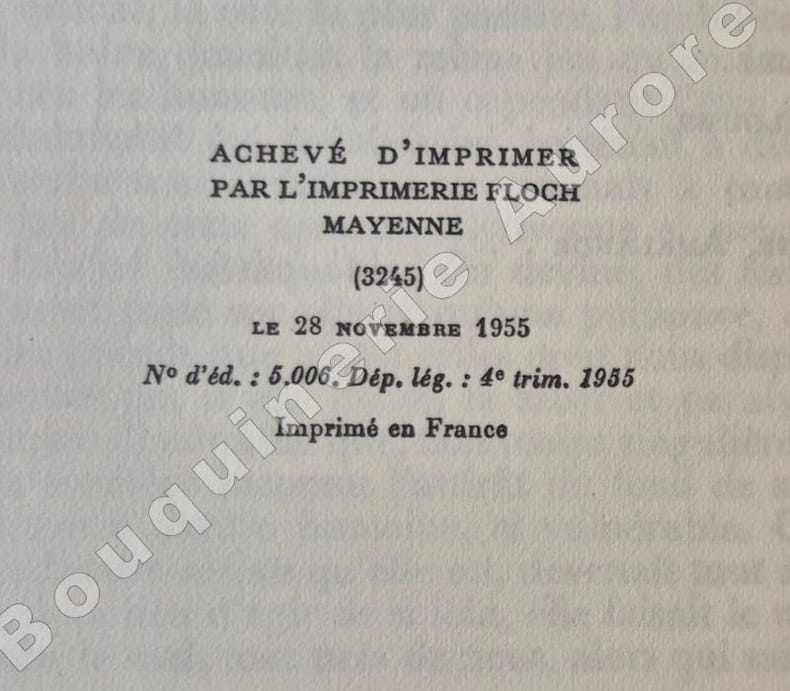 ACHEVÉ D'IMPRIMER
PAR L'IMPRIMERIE FLOCH
MAYENNE
(3245)
LE 28 NOVEMBRE 1955
Nº d'éd. : 5.006. Dép. lég. : 4e trim. 1955
Imprimé en France
Bouquinerie Aurore